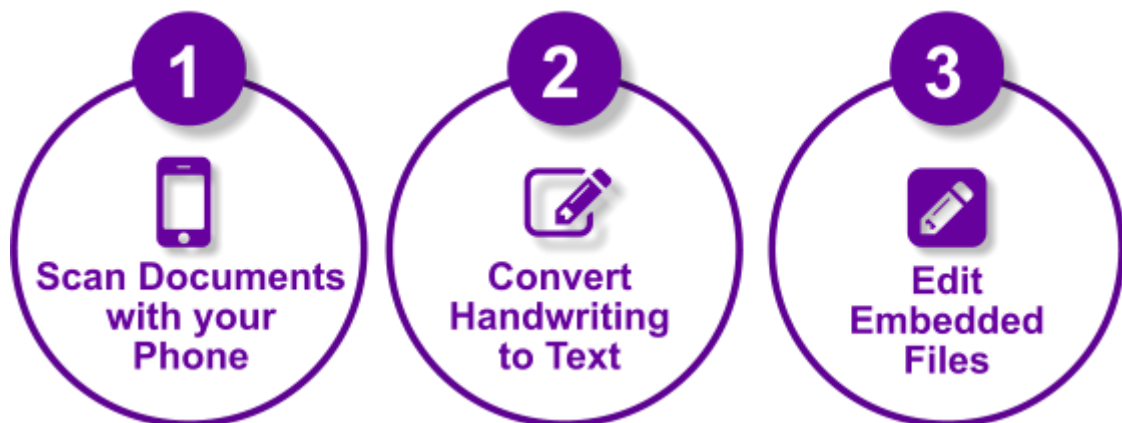 1
Scan Documents
with your
Phone
2
Convert
Handwriting
to Text
3
Edit
Embedded
Files